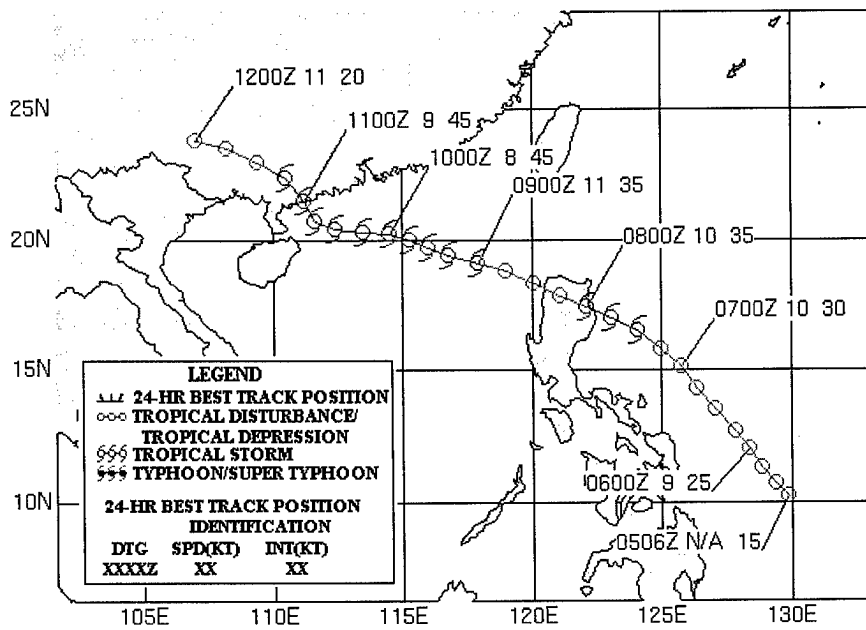 1200Z 11 20
25N
1100Z 9 45
1000Z 8 45
0900Z 11 35
20N
0800Z 10 35
0700Z 10 30
15N
LEGEND
24-HR BEST TRACK POSITION
TROPICAL DISTURBANCE/
TROPICAL DEPRESSION
TROPICAL STORM
TYPHOON/SUPER TYPHOON
24-HR BEST TRACK POSITION
IDENTIFICATION
DTG SPD(KT) INT(KT)
XXXXZ XX XX
0600Z 9 25
10N
0506Z N/A 15
105E 110E 115E 120E 125E 130E